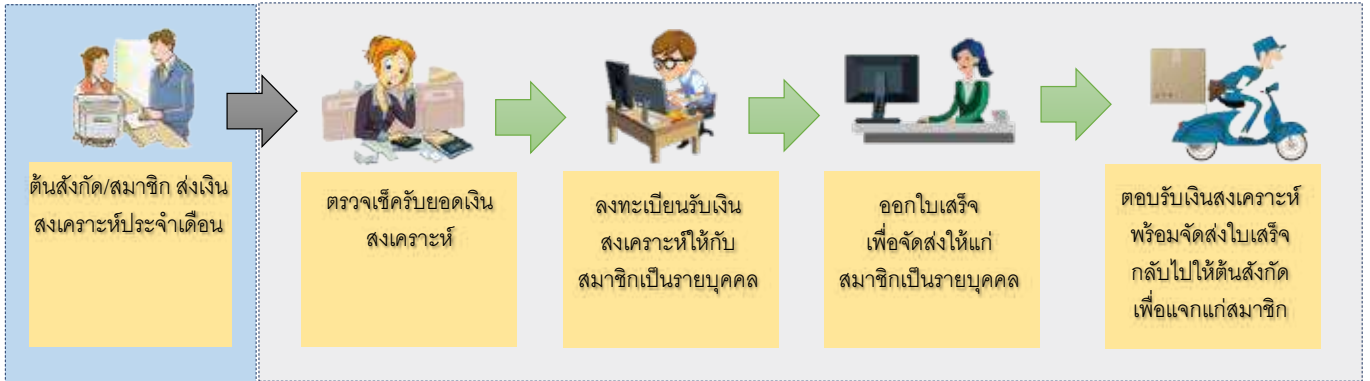 ต้นสังกัด/สมาชิก ส่งเงิน
สงเคราะห์ประจำเดือน
ตรวจเช็ครับยอดเงิน
สงเคราะห์
ลงทะเบียนรับเงิน
สงเคราะห์ให้กับ
สมาชิกเป็นรายบุคคล
ออกใบเสร็จ
เพื่อจัดส่งให้แก่
สมาชิกเป็นรายบุคคล
ตอบรับเงินสงเคราะห์
พร้อมจัดส่งใบเสร็จ
กลับไปให้ต้นสังกัด
เพื่อแจกแก่สมาชิก